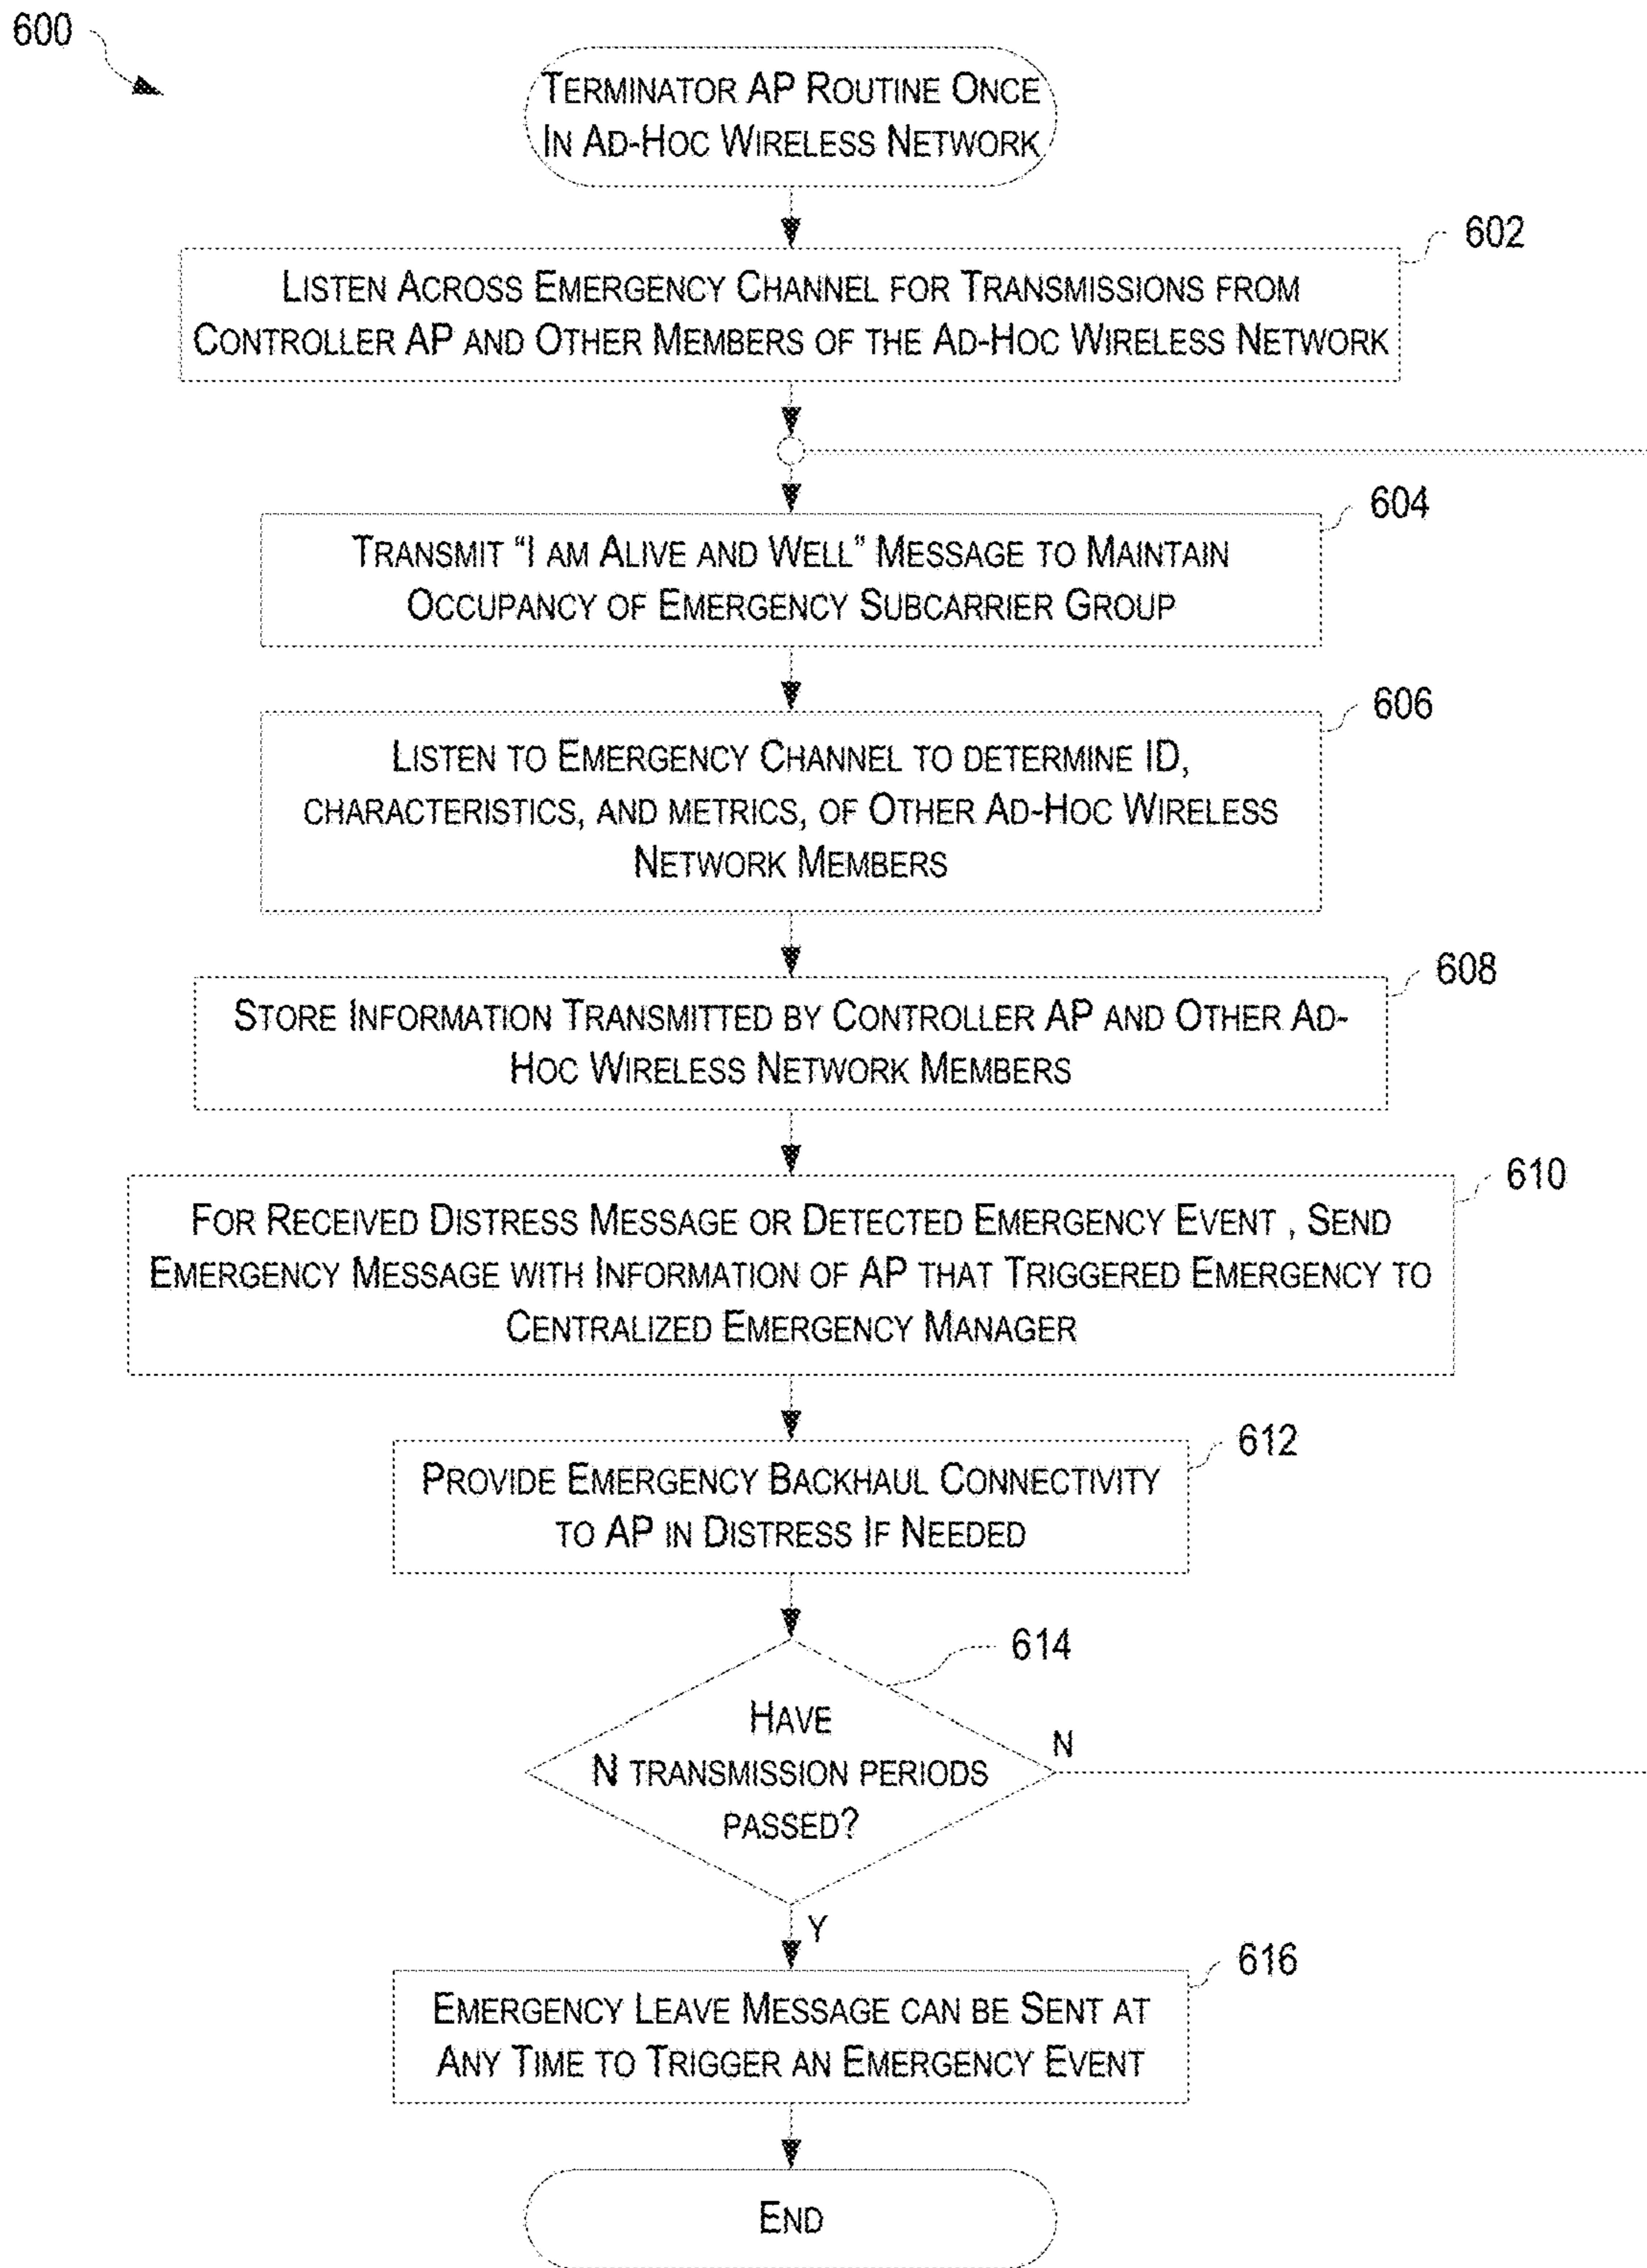 600
TERMINATOR AP ROUTINE ONCE
IN AD-HOC WIRELESS NETWORK
602
LISTEN ACROSS EMERGENCY CHANNEL FOR TRANSMISSIONS FROM
CONTROLLER AP AND OTHER MEMBERS OF THE AD-HOC WIRELESS NETWORK
604
TRANSMIT “I AM ALIVE AND WELL” MESSAGE TO MAINTAIN
OCCUPANCY OF EMERGENCY SUBCARRIER GROUP
606
LISTEN TO EMERGENCY CHANNEL TO DETERMINE ID,
CHARACTERISTICS, AND METRICS, OF OTHER AD-HOC WIRELESS
NETWORK MEMBERS
608
STORE INFORMATION TRANSMITTED BY CONTROLLER AP AND OTHER AD-
HOC WIRELESS NETWORK MEMBERS
610
FOR RECEIVED DISTRESS MESSAGE OR DETECTED EMERGENCY EVENT , SEND
EMERGENCY MESSAGE WITH INFORMATION OF AP THAT TRIGGERED EMERGENCY TO
CENTRALIZED EMERGENCY MANAGER
612
PROVIDE EMERGENCY BACKHAUL CONNECTIVITY
TO AP IN DISTRESS IF NEEDED
614
HAVE
N TRANSMISSION PERIODS
PASSED?
N
Y
616
EMERGENCY LEAVE MESSAGE CAN BE SENT AT
ANY TIME TO TRIGGER AN EMERGENCY EVENT
END